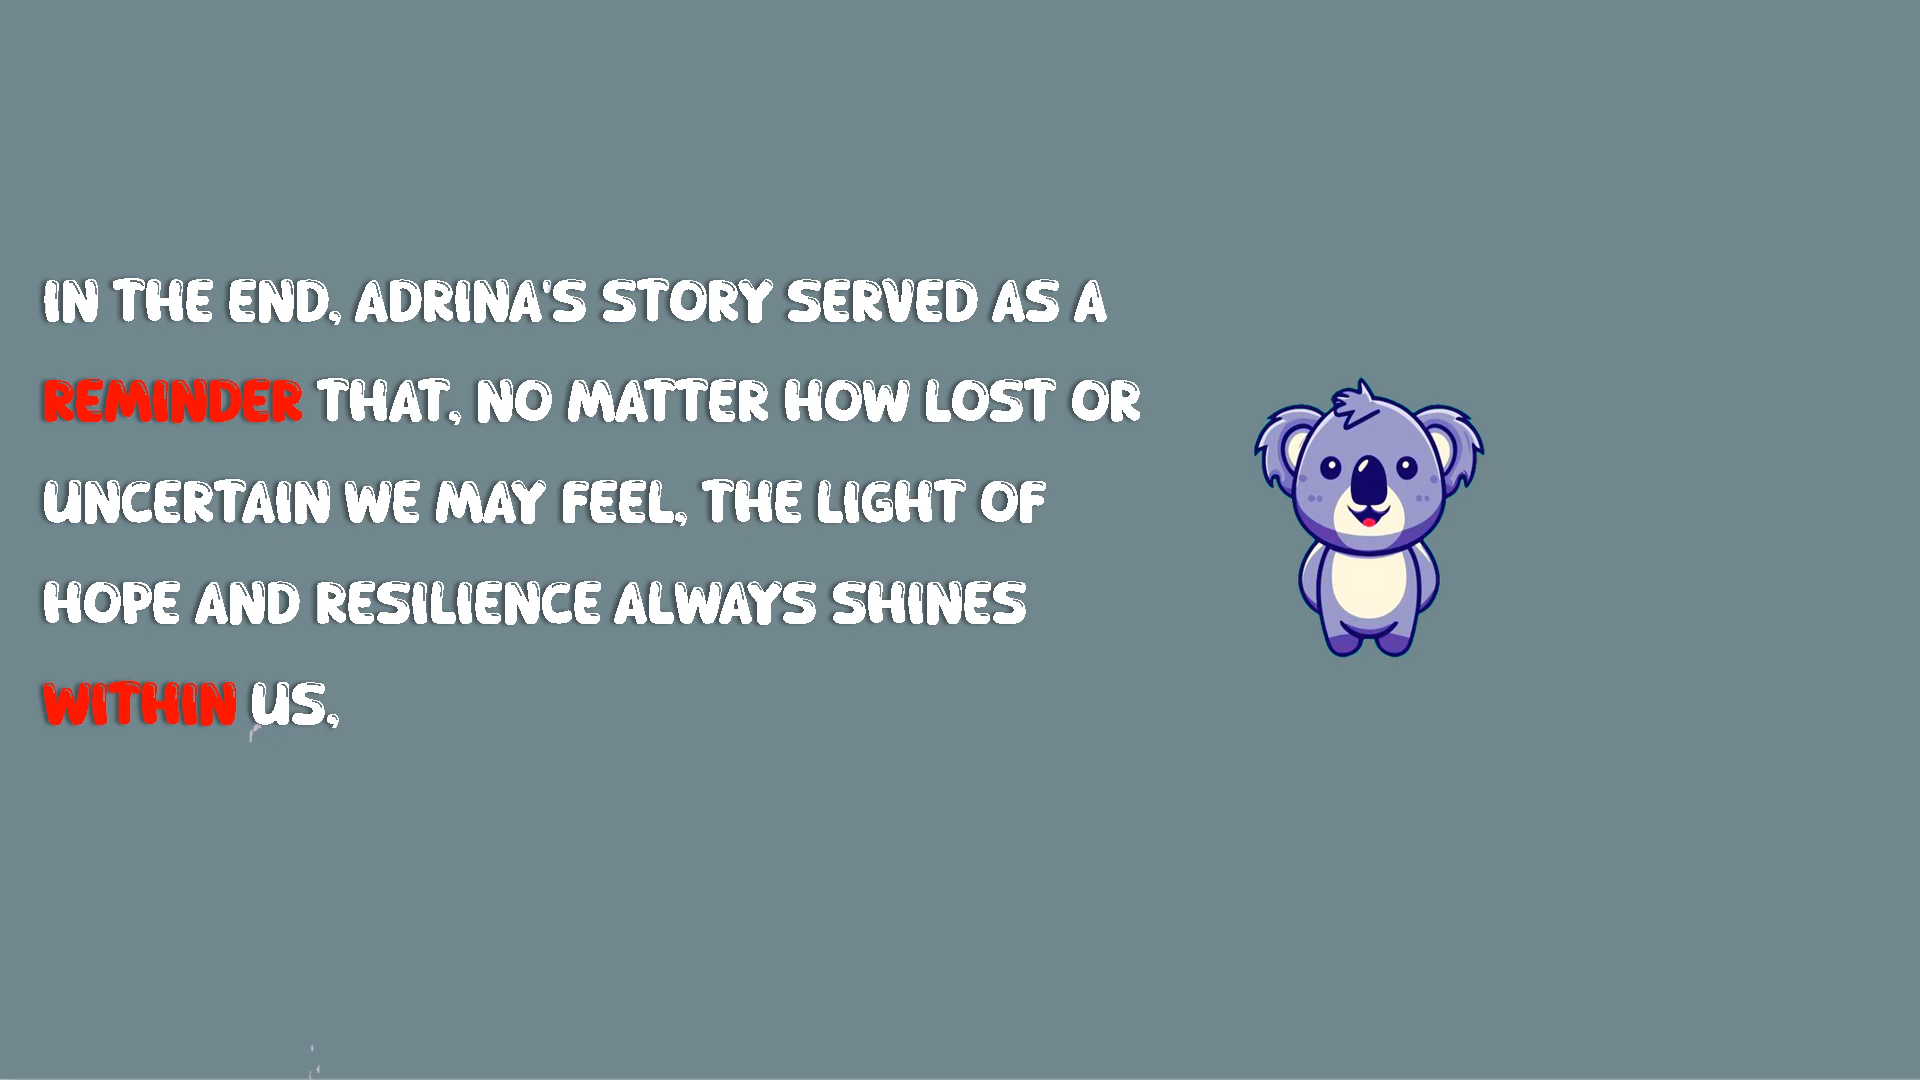 IN THE END, ADRINA'S STORY SERVED AS A
REMINDER THAT, NO MATTER HOW LOST OR
UNCERTAIN WE MAY FEEL, THE LIGHT OF
HOPE AND RESILIENCE ALWAYS SHINES
WITHIN US,